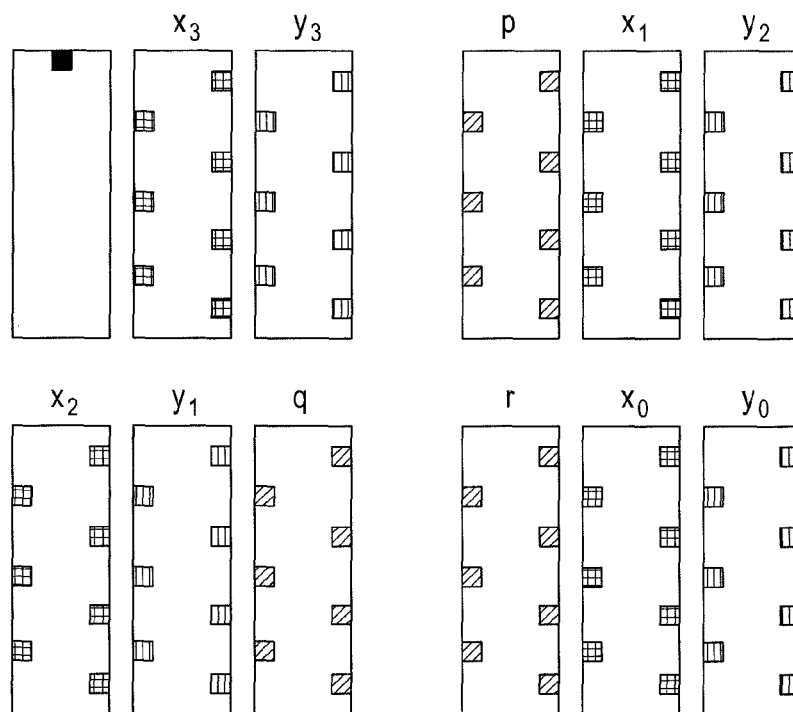 x₃ y₃ p x₁ y₂
x₂ y₁ q r x₀ y₀